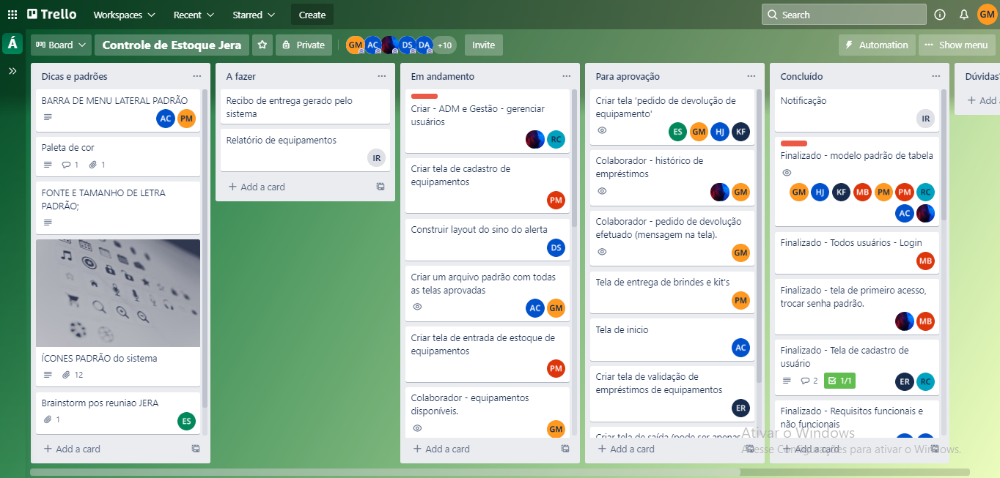 Trello
Workspaces
Recent
Starred
Create
Search
GM
Á
Board
Controle de Estoque Jera
Private
GM
AC
DS
DA
+10
Invite
Automation
Show menu
Dicas e padrões
BARRA DE MENU LATERAL PADRÃO
AC
PM
Paleta de cor
1
1
FONTE E TAMANHO DE LETRA
PADRÃO;
ÍCONES PADRÃO do sistema
12
Brainstorm pos reuniao JERA
1
ES
+ Add a card
A fazer
Recibo de entrega gerado pelo
sistema
Relatório de equipamentos
IR
+ Add a card
Em andamento
Criar - ADM e Gestão - gerenciar
usuários
RC
Criar tela de cadastro de
equipamentos
PM
Construir layout do sino do alerta
DS
Criar um arquivo padrão com todas
as telas aprovadas
AC
GM
Criar tela de entrada de estoque de
equipamentos
PM
Colaborador - equipamentos
disponíveis.
GM
+ Add a card
Para aprovação
Criar tela 'pedido de devolução de
equipamento'
ES
GM
HJ
KF
Colaborador - histórico de
empréstimos
GM
Colaborador - pedido de devolução
efetuado (mensagem na tela).
GM
Tela de entrega de brindes e kit's
PM
Tela de inicio
AC
Criar tela de validação de
empréstimos de equipamentos
ER
Criar tela de saída (pode ser apenas
+ Add a card
Concluído
Notificação
IR
Finalizado - modelo padrão de tabela
GM
HJ
KF
MB
PM
PM
RC
AC
Finalizado - Todos usuários - Login
MB
Finalizado - tela de primeiro acesso,
trocar senha padrão.
MB
Finalizado - Tela de cadastro de
usuário
2
1/1
ER
RC
Finalizado - Requisitos funcionais e
não funcionais
+ Add a card
Dúvidas
+ Add a
Ativar o Windows
Acesse Configurações para ativar o Windows.